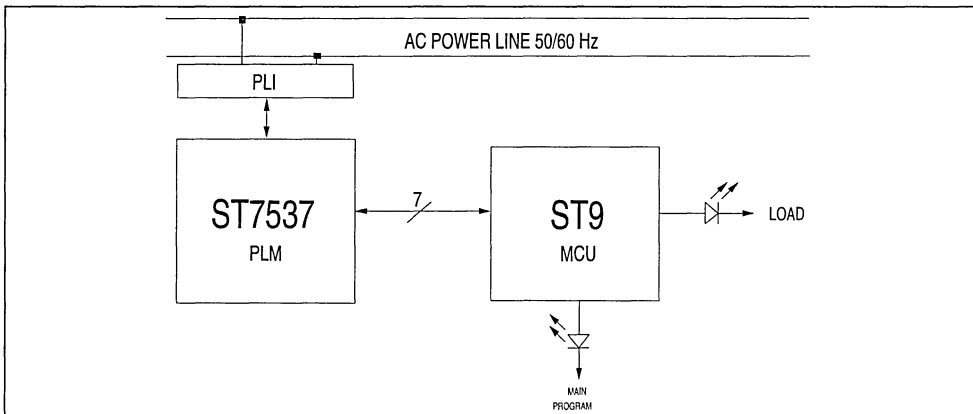 AC POWER LINE 50/60 Hz
PLI
ST7537
PLM
7
ST9
MCU
LOAD
MAIN
PROGRAM